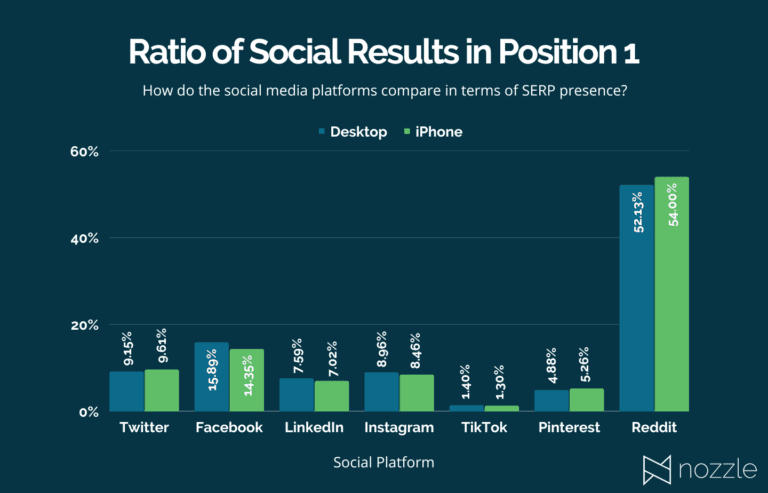 Ratio of Social Results in Position 1
How do the social media platforms compare in terms of SERP presence?
Desktop iPhone
60%
40%
20%
0%
9.15% 9.61% 15.89% 14.35% 7.59% 7.02% 8.96% 8.46% 1.40% 1.30% 4.88% 5.26% 52.13% 54.00%
Twitter Facebook LinkedIn Instagram TikTok Pinterest Reddit
Social Platform
nozzle